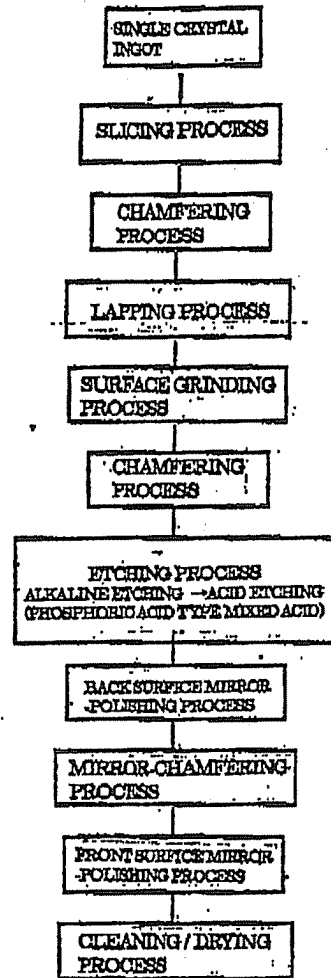 SINGLE CRYSTAL
INGOT
SLICING PROCESS
CHAMFERING
PROCESS
LAPPING PROCESS
SURFACE GRINDING
PROCESS
CHAMFERING
PROCESS
ETCHING PROCESS
ALKALINE ETCHING → ACID ETCHING
(PHOSPHORIC ACID TYPE MIXED ACID)
BACK SURFICE MIRROR
-POLISHING PROCESS
MIRROR-CHAMFERING
PROCESS
FRONT SURFICE MIRROR
-POLISHING PROCESS
CLEANING / DRYING
PROCESS